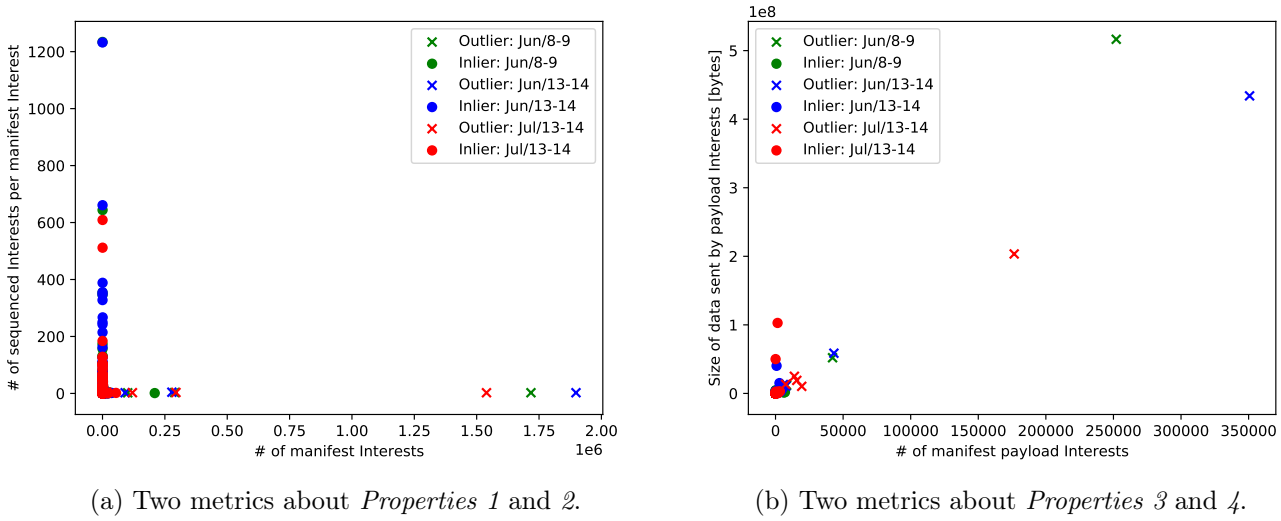 # of sequenced Interests per manifest Interest
1200
1000
800
600
400
200
0
Outlier: Jun/8-9
Inlier: Jun/8-9
Outlier: Jun/13-14
Inlier: Jun/13-14
Outlier: Jul/13-14
Inlier: Jul/13-14
0.00 0.25 0.50 0.75 1.00 1.25 1.50 1.75 2.00
1e6
# of manifest Interests
(a) Two metrics about Properties 1 and 2.
1e8
Size of data sent by payload Interests [bytes]
5
4
3
2
1
0
Outlier: Jun/8-9
Inlier: Jun/8-9
Outlier: Jun/13-14
Inlier: Jun/13-14
Outlier: Jul/13-14
Inlier: Jul/13-14
0 50000 100000 150000 200000 250000 300000 350000
# of manifest payload Interests
(b) Two metrics about Properties 3 and 4.